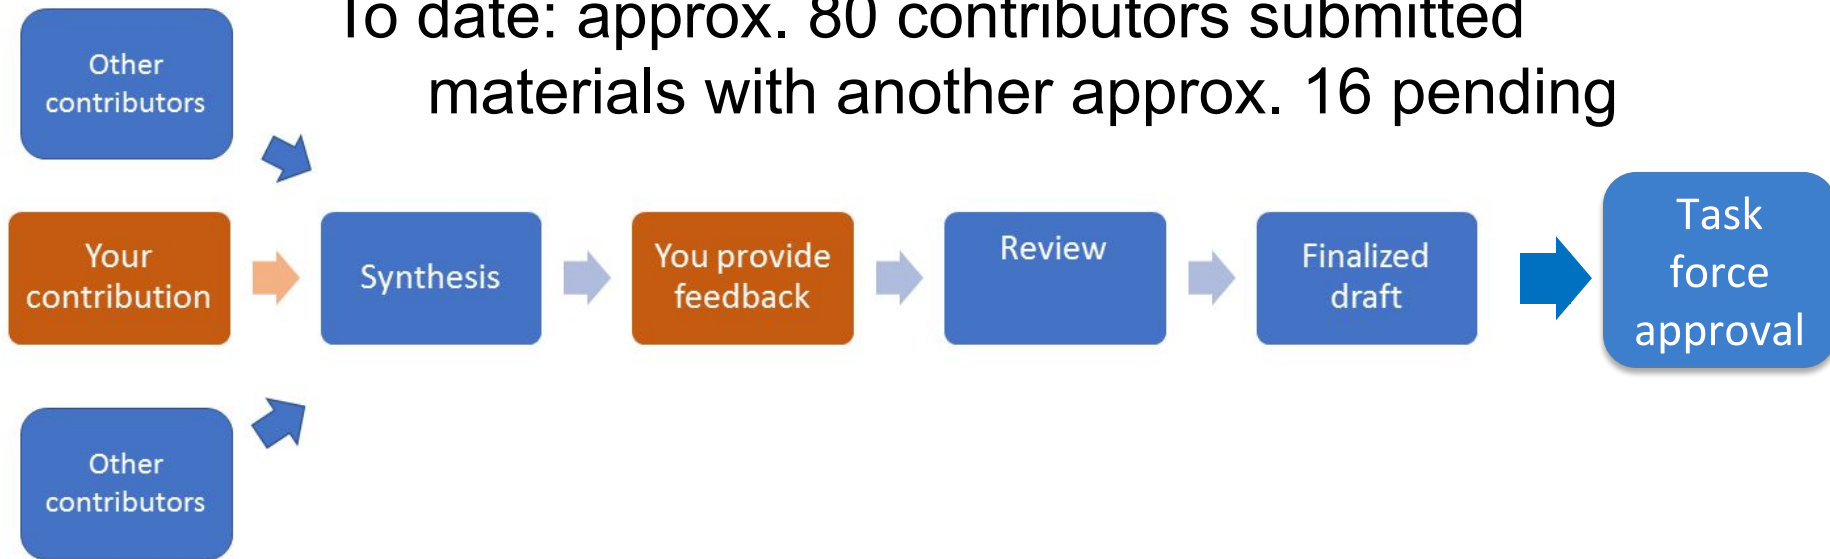 To date: approx. 80 contributors submitted
materials with another approx. 16 pending
Other
contributors
Your
contribution
Other
contributors
Synthesis
You provide
feedback
Review
Finalized
draft
Task
force
approval